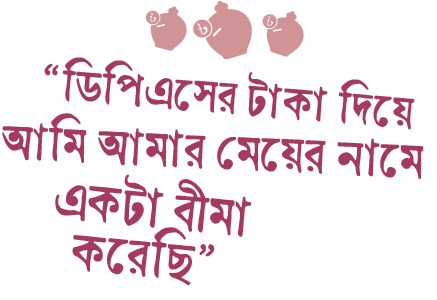 “ডিপিএসের টাকা দিয়ে
আমি আমার মেয়ের নামে
একটা বীমা
করেছি”